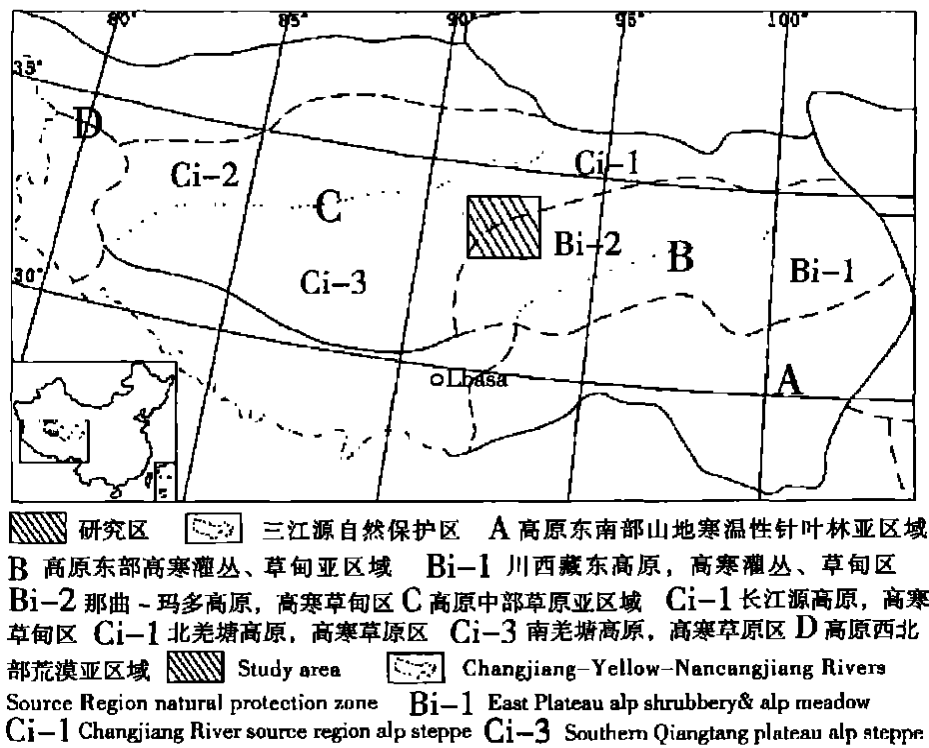 80° 85° 90° 95° 100°
35°
D
Ci-2 Ci-1
C
Bi-2 B Bi-1
30° Ci-3
Lhasa
A
研究区 三江源自然保护区 A 高原东南部山地寒温性针叶林亚区域
B 高原东部高寒灌丛、草甸亚区域 Bi-1 川西藏东高原，高寒灌丛、草甸区
Bi-2 那曲-玛多高原，高寒草甸区 C 高原中部草原亚区域 Ci-1 长江源高原，高寒
草甸区 Ci-1 北羌塘高原，高寒草原区 Ci-3 南羌塘高原，高寒草原区 D 高原西北
部荒漠亚区域 Study area Changjiang-Yellow-Nancangjiang Rivers
Source Region natural protection zone Bi-1 East Plateau alp shrubbery& alp meadow
Ci-1 Changjiang River source region alp steppe Ci-3 Southern Qiangtang plateau alp steppe